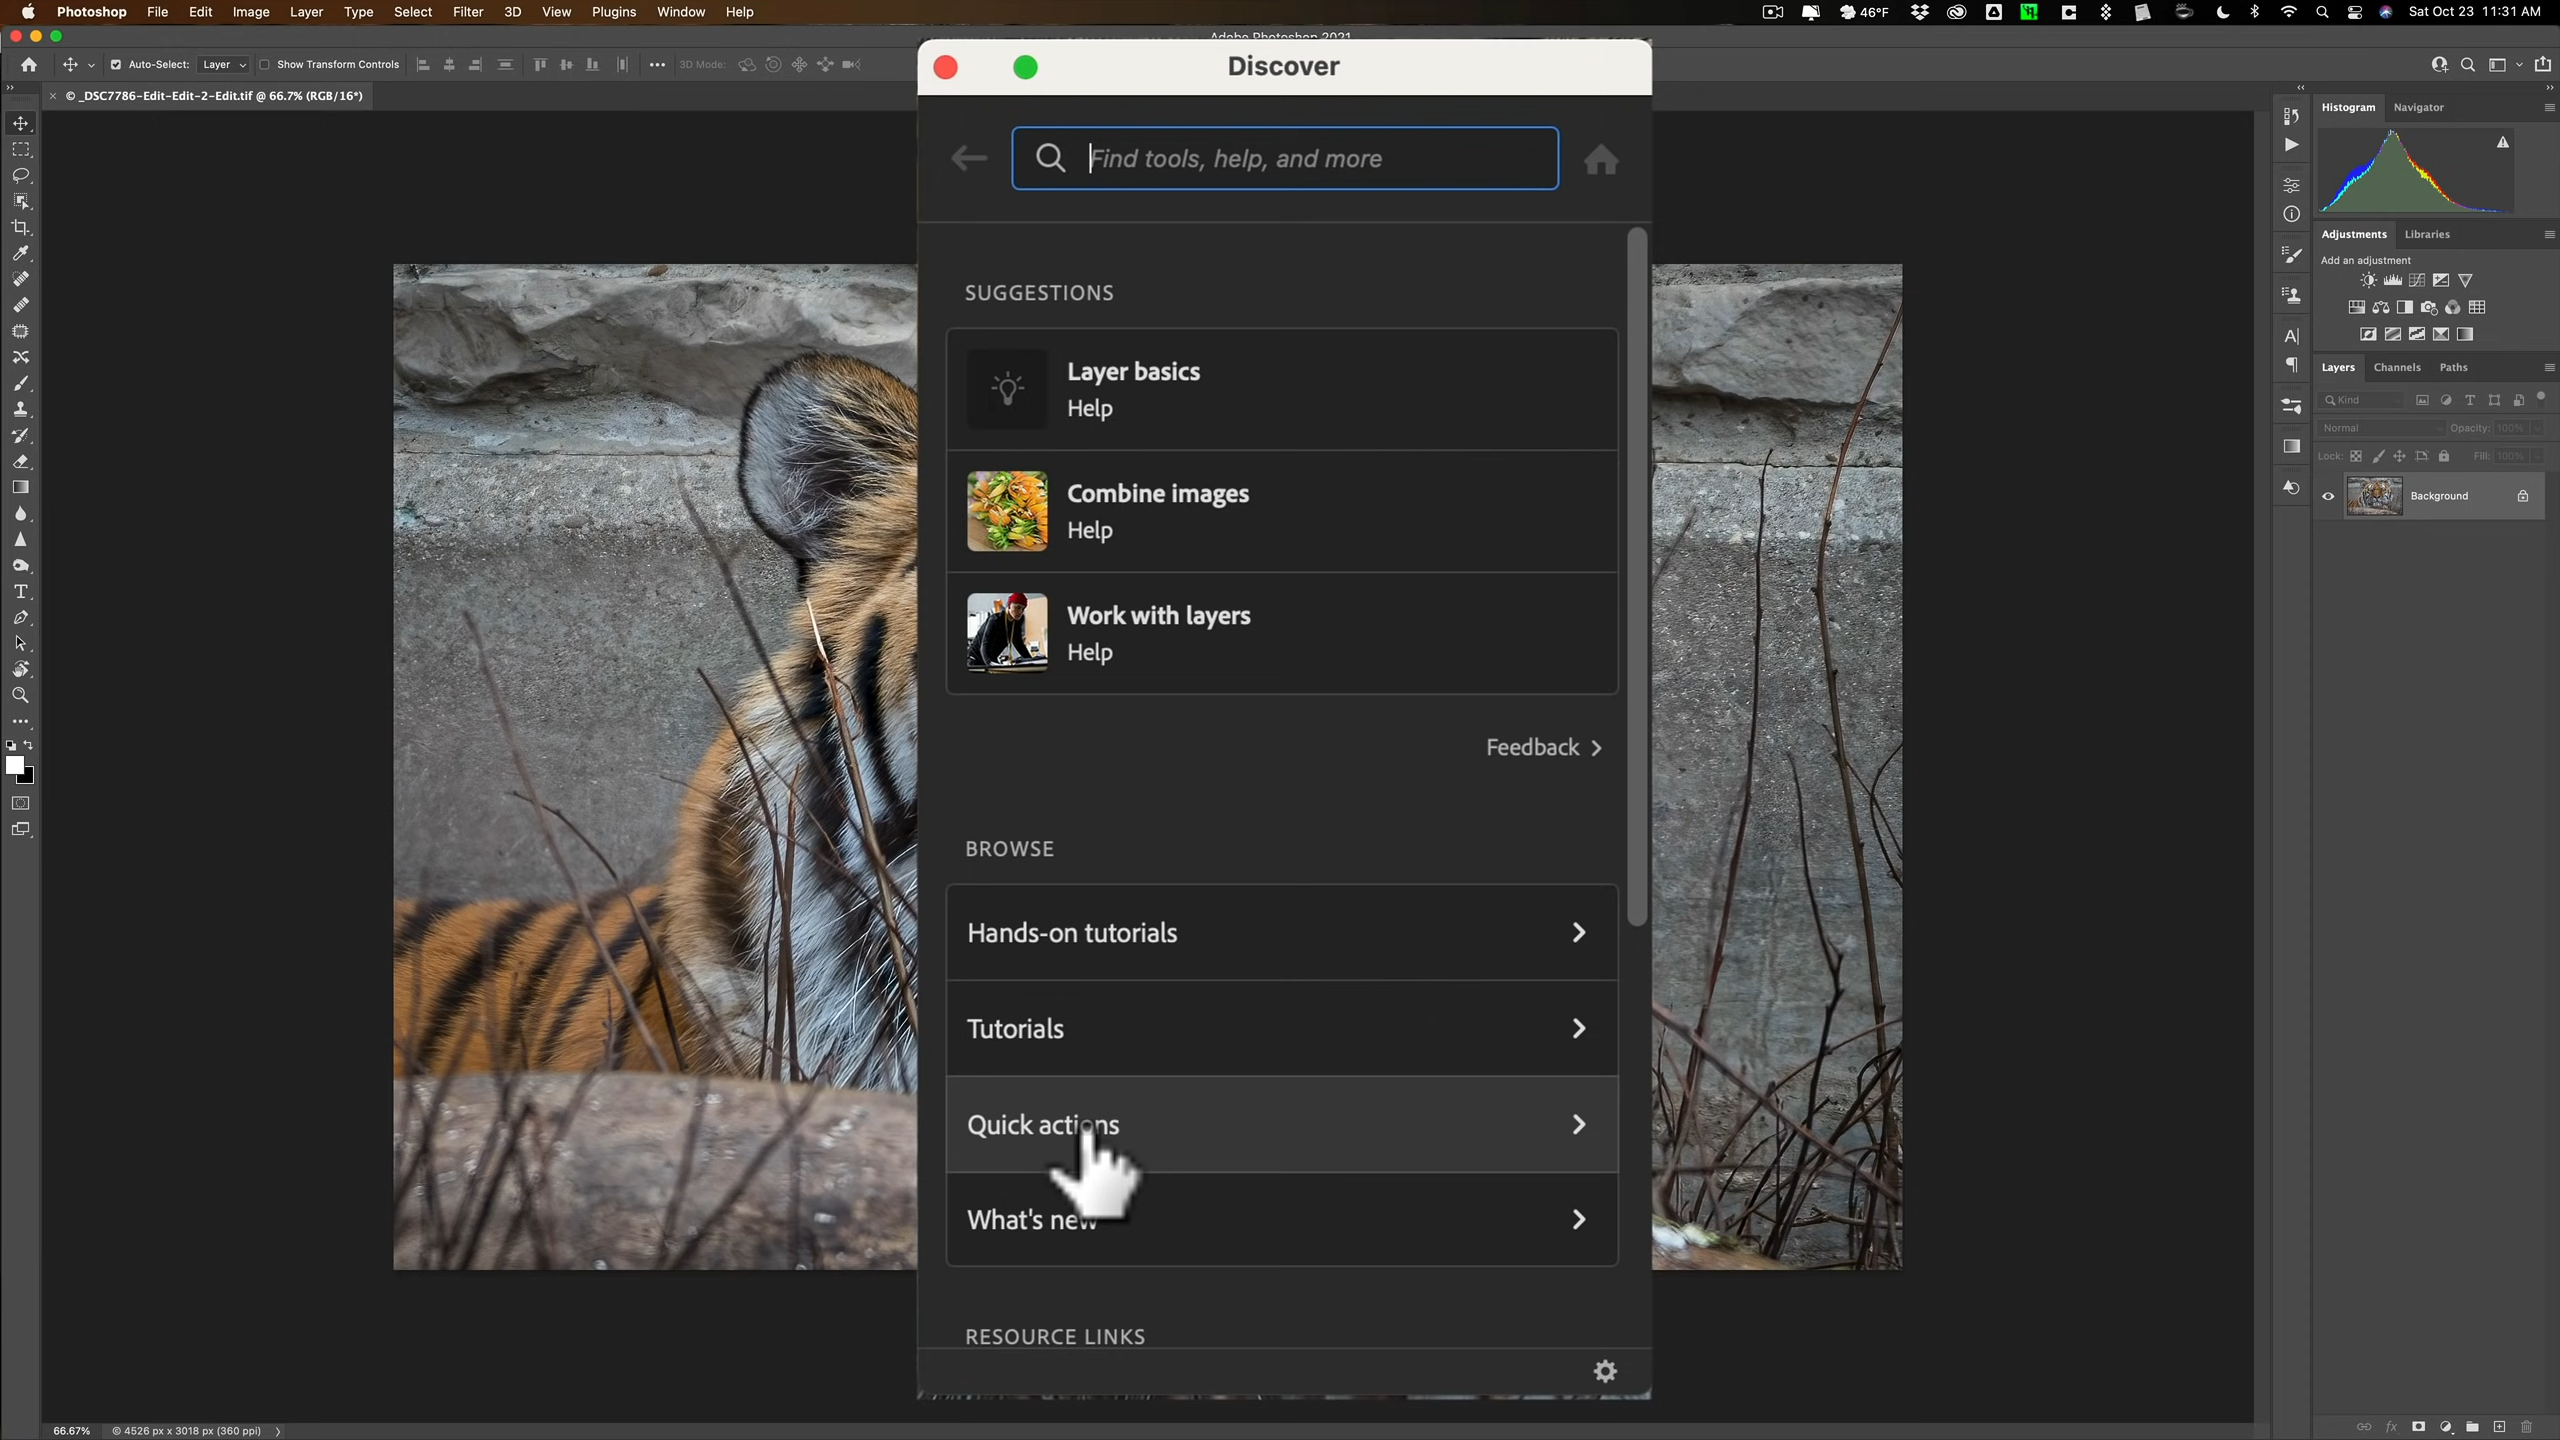 Photoshop File Edit Image Layer Type Select Filter 3D View Plugins Window Help 46°F Sat Oct 23 11:31 AM
Adobe Photoshop 2021
Auto-Select: Layer Show Transform Controls 3D Mode:
© _DSC7786-Edit-Edit-2-Edit.tif @ 66.7% (RGB/16*)
Discover
Find tools, help, and more
SUGGESTIONS
Layer basics
Help
Combine images
Help
Work with layers
Help
Feedback
BROWSE
Hands-on tutorials
Tutorials
Quick actions
What's new
RESOURCE LINKS
Histogram Navigator
Adjustments Libraries
Add an adjustment
Layers Channels Paths
Kind
Normal Opacity: 100%
Lock: Fill: 100%
Background
66.67% © 4526 px x 3018 px (360 ppi)